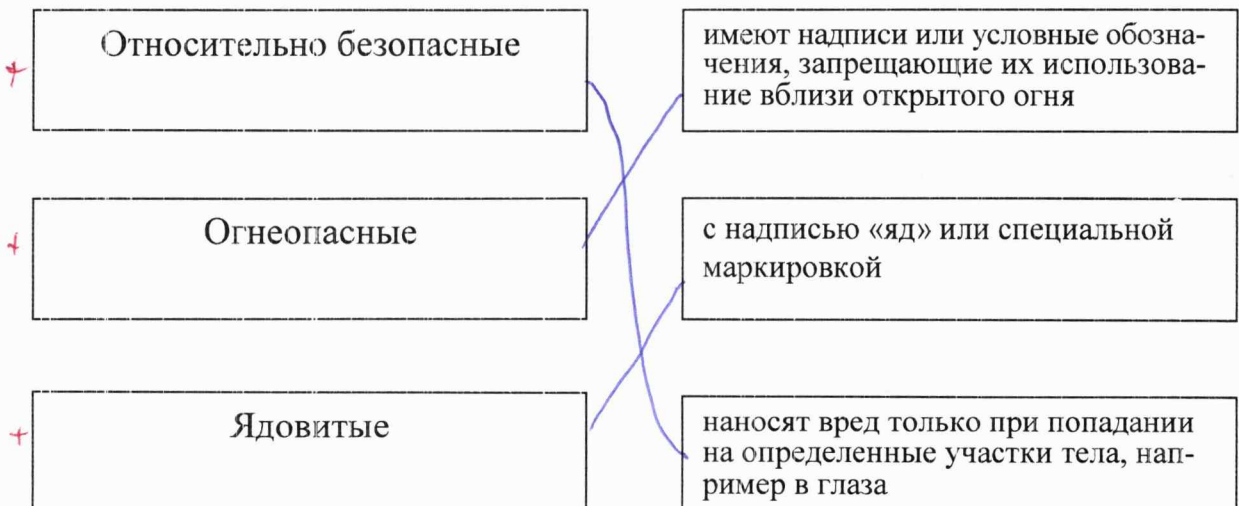 Относительно безопасные
имеют надписи или условные обозна-
чения, запрещающие их использова-
ние вблизи открытого огня
Огнеопасные
с надписью «яд» или специальной
маркировкой
Ядовитые
наносят вред только при попадании
на определенные участки тела, нап-
ример в глаза